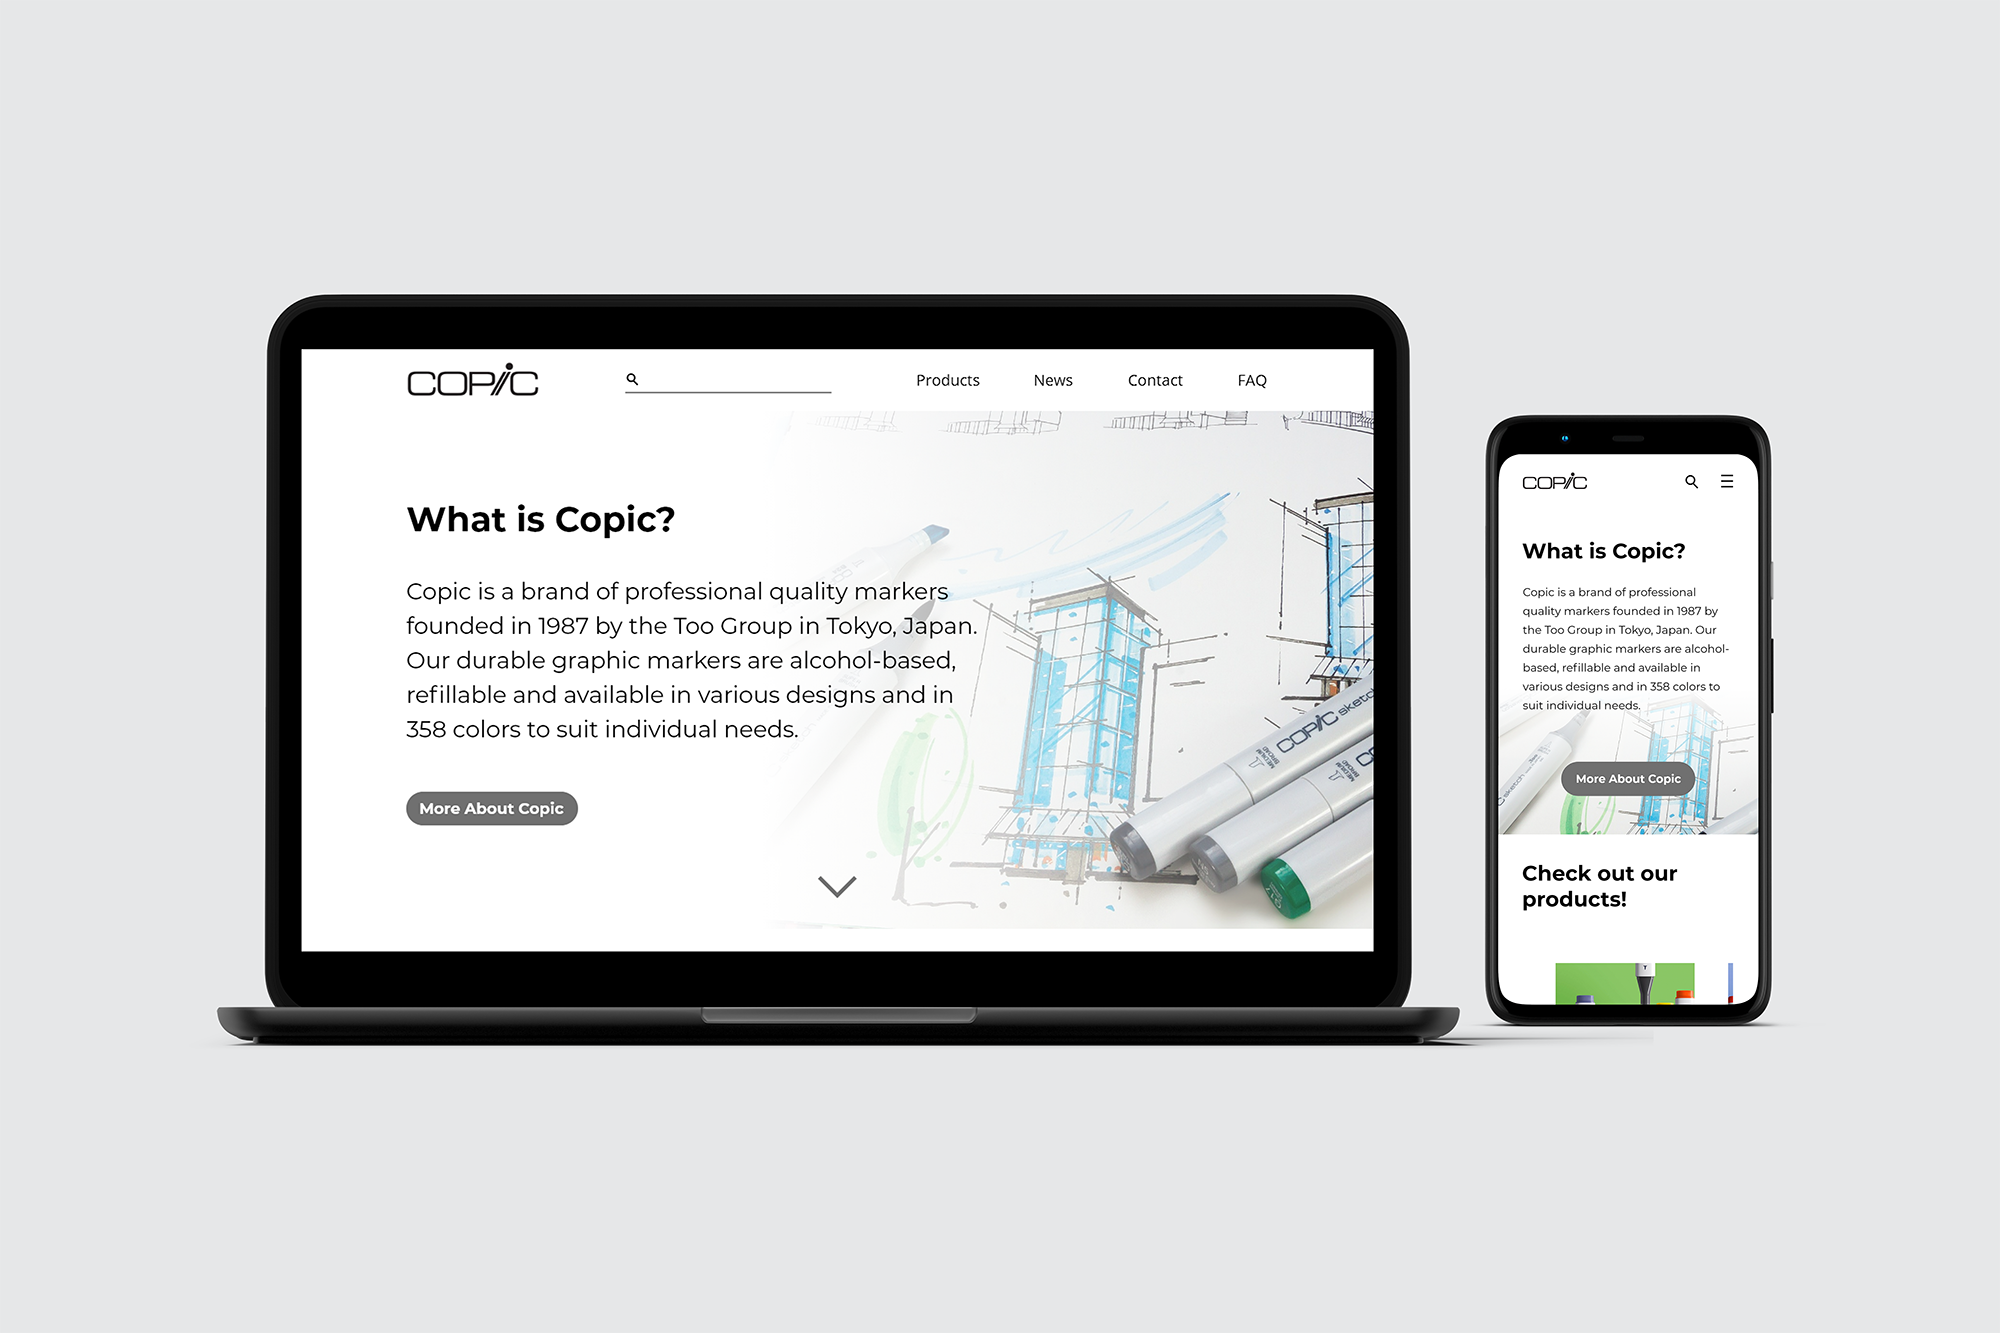 COPIC
Products News Contact FAQ
What is Copic?
Copic is a brand of professional quality markers
founded in 1987 by the Too Group in Tokyo, Japan.
Our durable graphic markers are alcohol-based,
refillable and available in various designs and in
358 colors to suit individual needs.
More About Copic
COPIC sketch
MEDIUM
BROAD
MEDIUM
BROAD
COPIC
What is Copic?
Copic is a brand of professional
quality markers founded in 1987 by
the Too Group in Tokyo, Japan. Our
durable graphic markers are alcohol-
based, refillable and available in
various designs and in 358 colors to
suit individual needs.
sketch
More About Copic
Check out our
products!
T